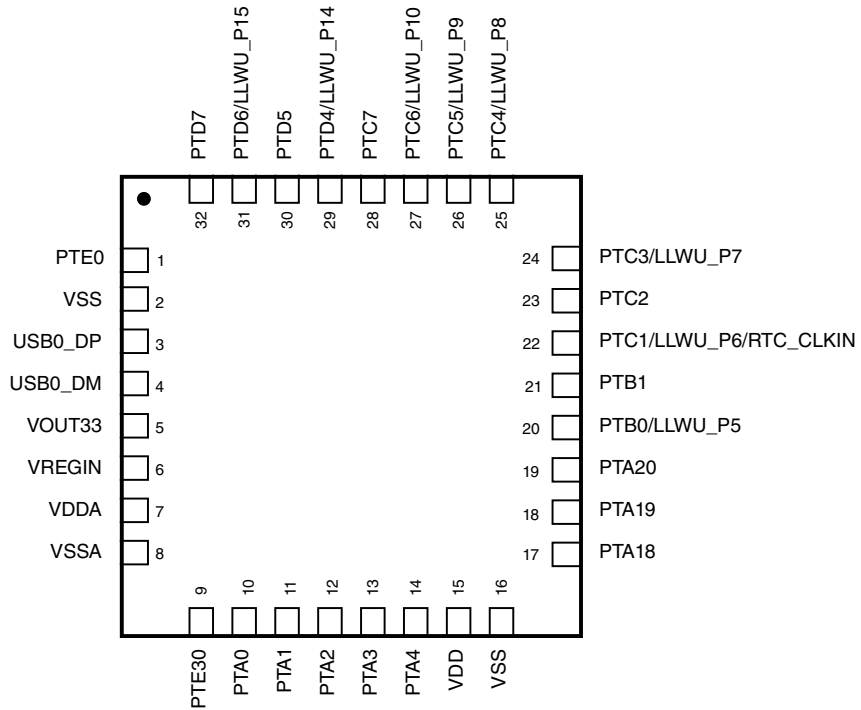 PTD7
PTD6/LLWU_P15
PTD5
PTD4/LLWU_P14
PTC7
PTC6/LLWU_P10
PTC5/LLWU_P9
PTC4/LLWU_P8
32
31
30
29
28
27
26
25
PTE0 1
VSS 2
USB0_DP 3
USB0_DM 4
VOUT33 5
VREGIN 6
VDDA 7
VSSA 8
24 PTC3/LLWU_P7
23 PTC2
22 PTC1/LLWU_P6/RTC_CLKIN
21 PTB1
20 PTB0/LLWU_P5
19 PTA20
18 PTA19
17 PTA18
9
10
11
12
13
14
15
16
PTE30
PTA0
PTA1
PTA2
PTA3
PTA4
VDD
VSS